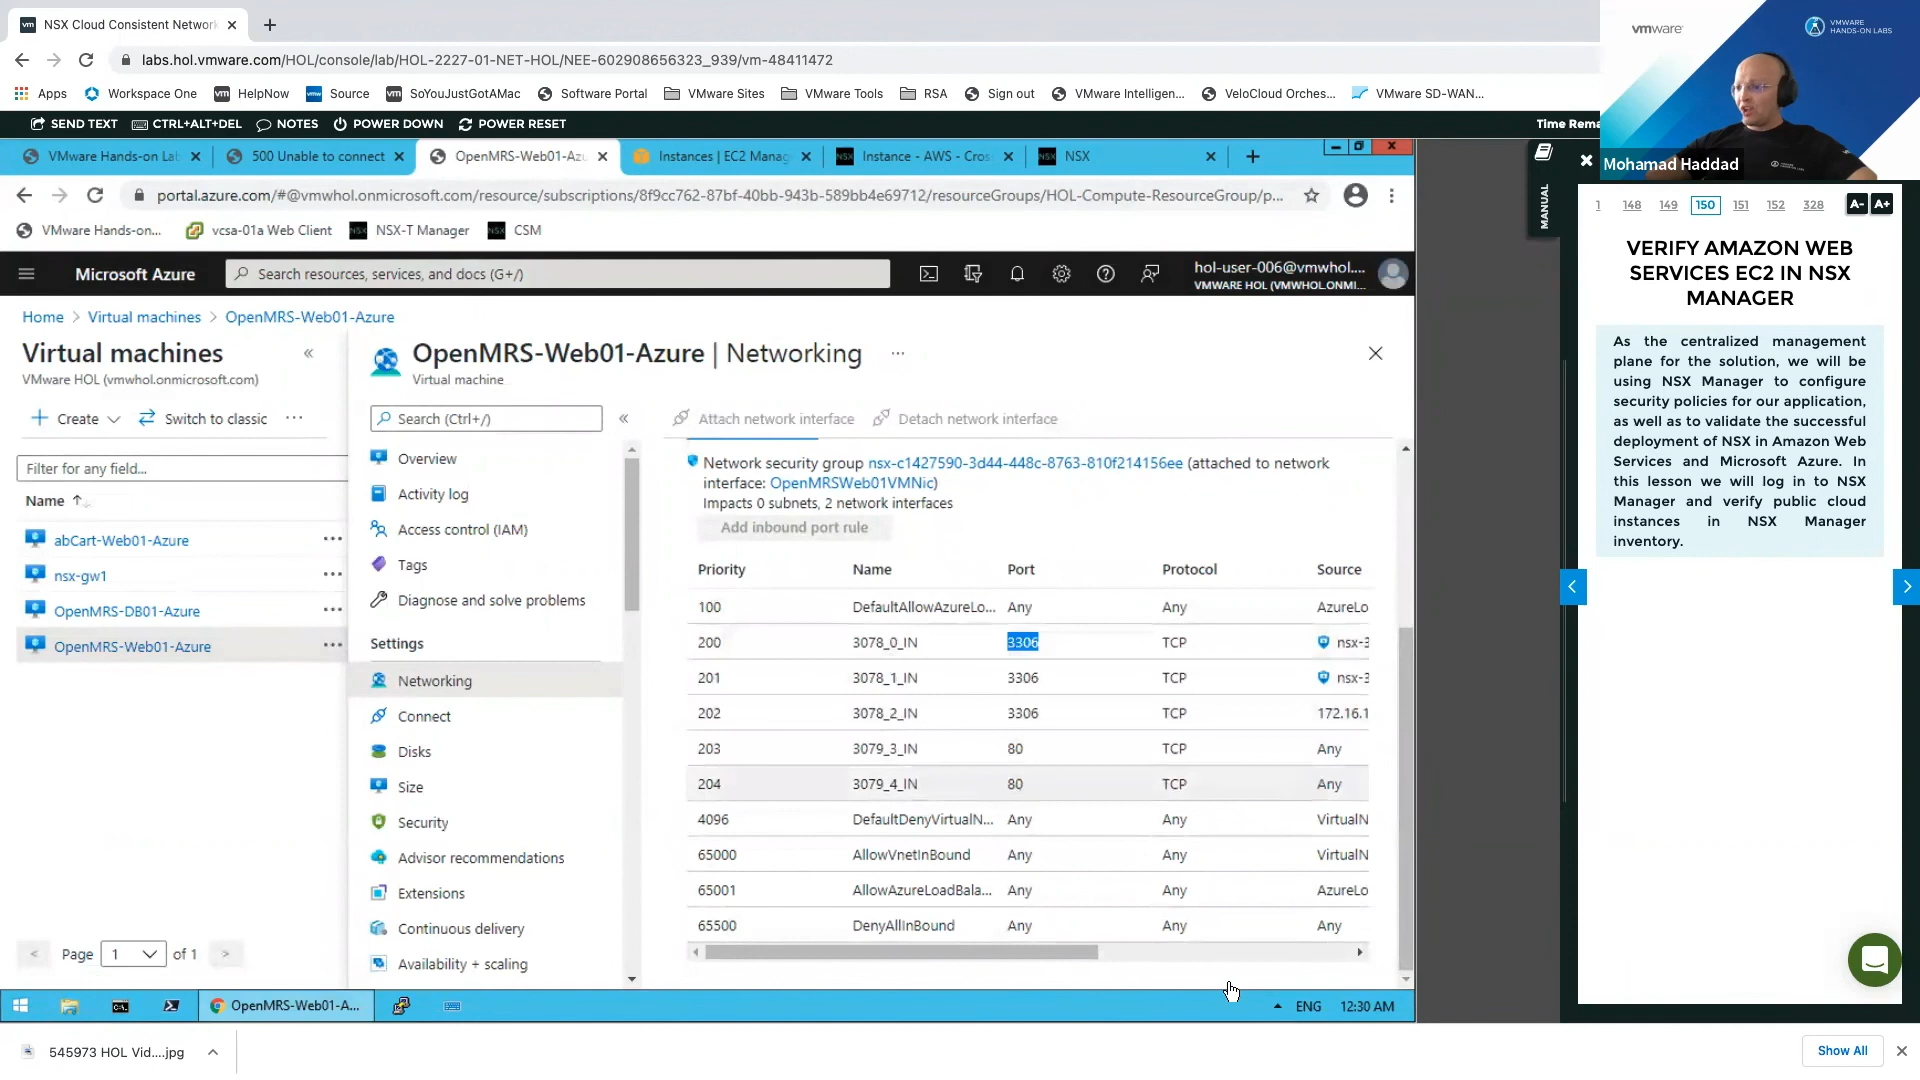 NSX Cloud Consistent Network
labs.hol.vmware.com/HOL/console/lab/HOL-2227-01-NET-HOL/NEE-602908656323_939/vm-48411472
Apps
Workspace One
HelpNow
Source
SoYouJustGotAMac
Software Portal
VMware Sites
VMware Tools
RSA
Sign out
VMware Intelligen...
VeloCloud Orches...
VMware SD-WAN...
SEND TEXT
CTRL+ALT+DEL
NOTES
POWER DOWN
POWER RESET
Time Rema
vmware
VMWARE
HANDS-ON LABS
Mohamad Haddad
VMware Hands-on Lab
500 Unable to connect
OpenMRS-Web01-Azu
Instances | EC2 Manag
Instance - AWS - Cros
NSX
portal.azure.com/#@vmwhol.onmicrosoft.com/resource/subscriptions/8f9cc762-87bf-40bb-943b-589bb4e69712/resourceGroups/HOL-Compute-ResourceGroup/p...
VMware Hands-on...
vcsa-01a Web Client
NSX-T Manager
CSM
Microsoft Azure
Search resources, services, and docs (G+/)
hol-user-006@vmwhol....
VMWARE HOL (VMWHOL.ONMI...
Home > Virtual machines > OpenMRS-Web01-Azure
Virtual machines
VMware HOL (vmwhol.onmicrosoft.com)
Create
Switch to classic
Filter for any field...
Name
abCart-Web01-Azure
nsx-gw1
OpenMRS-DB01-Azure
OpenMRS-Web01-Azure
Page 1 of 1
OpenMRS-Web01-Azure | Networking
Virtual machine
Search (Ctrl+/)
Overview
Activity log
Access control (IAM)
Tags
Diagnose and solve problems
Settings
Networking
Connect
Disks
Size
Security
Advisor recommendations
Extensions
Continuous delivery
Availability + scaling
Attach network interface
Detach network interface
Network security group nsx-c1427590-3d44-448c-8763-810f214156ee (attached to network
interface: OpenMRSWeb01VMNic)
Impacts 0 subnets, 2 network interfaces
Add inbound port rule
Priority Name Port Protocol Source
100 DefaultAllowAzureLo... Any Any AzureLo
200 3078_0_IN 3306 TCP nsx-3
201 3078_1_IN 3306 TCP nsx-3
202 3078_2_IN 3306 TCP 172.16.1
203 3079_3_IN 80 TCP Any
204 3079_4_IN 80 TCP Any
4096 DefaultDenyVirtualN... Any Any VirtualN
65000 AllowVnetInBound Any Any VirtualN
65001 AllowAzureLoadBala... Any Any AzureLo
65500 DenyAllInBound Any Any Any
OpenMRS-Web01-A...
ENG
12:30 AM
MANUAL
1 148 149 150 151 152 328
A- A+
VERIFY AMAZON WEB
SERVICES EC2 IN NSX
MANAGER
As the centralized management
plane for the solution, we will be
using NSX Manager to configure
security policies for our application,
as well as to validate the successful
deployment of NSX in Amazon Web
Services and Microsoft Azure. In
this lesson we will log in to NSX
Manager and verify public cloud
instances in NSX Manager
inventory.
545973 HOL Vid....jpg
Show All